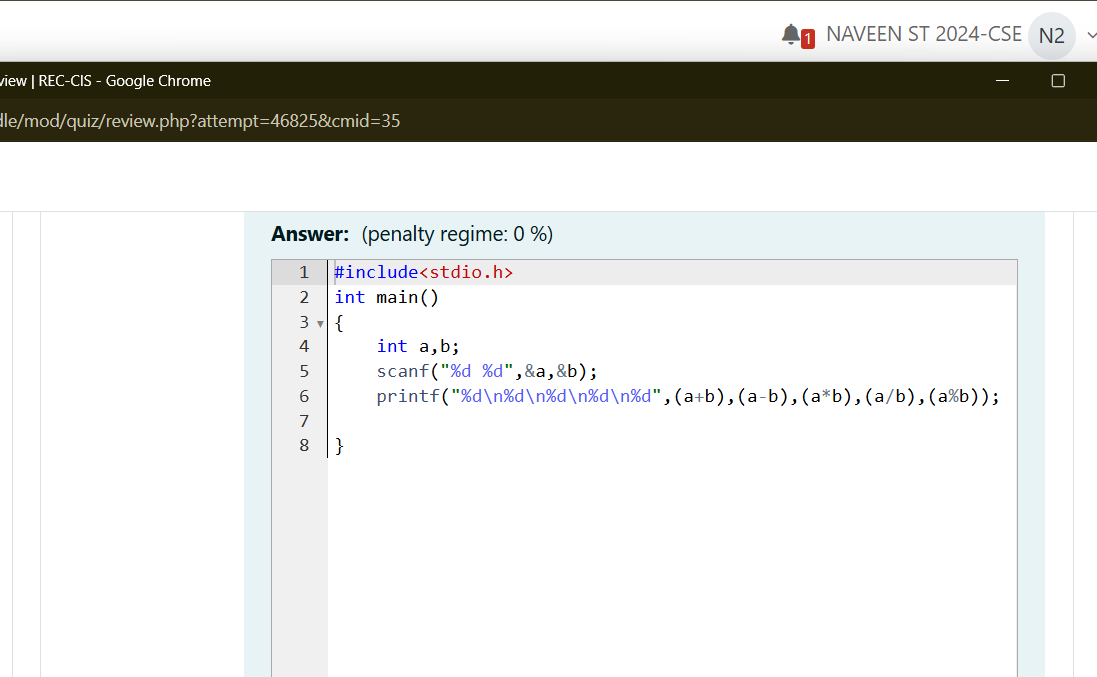 1 NAVEEN ST 2024-CSE N2
view | REC-CIS - Google Chrome
dle/mod/quiz/review.php?attempt=46825&cmid=35
Answer: (penalty regime: 0 %)
1 #include<stdio.h>
2 int main()
3 {
4     int a,b;
5     scanf("%d %d",&a,&b);
6     printf("%d\n%d\n%d\n%d\n%d",(a+b),(a-b),(a*b),(a/b),(a%b));
7
8 }